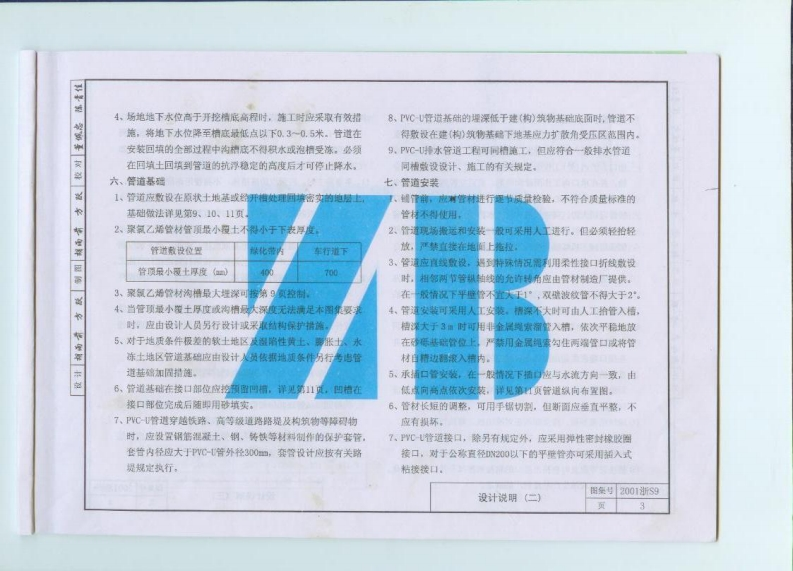 4、场地地下水位高于开挖槽底高程时，施工时应采取有效措
施，将地下水位降至槽底最低点以下0.3～0.5米。管道在
安装回填的全部过程中沟槽底不得积水或泡槽受冻。必须
在回填土回填到管道的抗浮稳定的高度后才可停止降水。
六、管道基础
1、管道应敷设在原状土地基或经开槽处理回填密实的地层上，
基础做法详见第9、10、11页。
2、聚氯乙烯管材管顶最小覆土不得小于下表厚度。
管道敷设位置 绿化带内 车行道下
管顶最小覆土厚度 (mm) 400 700
3、聚氯乙烯管材沟槽最大埋深可按第9页控制。
4、当管顶最小覆土厚度或沟槽最大深度无法满足本图集要求
时，应由设计人员另行设计或采取结构保护措施。
5、对于地质条件极差的软土地区及湿陷性黄土、膨胀土、永
冻土地区管道基础应由设计人员依据地质条件另行考虑管
道基础加固措施。
6、管道基础在接口部位应挖预留凹槽，详见第11页，凹槽在
接口部位完成后随即用砂填实。
7、PVC-U管道穿越铁路、高等级道路路堤及构筑物等障碍物
时，应设置钢筋混凝土、钢、铸铁等材料制作的保护套管，
套管内径应大于PVC-U管外径300mm，套管设计应按有关路
堤规定执行。
8、PVC-U管道基础的埋深低于建(构)筑物基础底面时，管道不
得敷设在建(构)筑物基础下地基应力扩散角受压区范围内。
9、PVC-U排水管道工程可同槽施工，但应符合一般排水管道
同槽敷设设计、施工的有关规定。
七、管道安装
1、铺管前，应对管材进行逐节质量检验，不符合质量标准的
管材不得使用。
2、管道现场搬运和安装一般可采用人工进行。但必须轻抬轻
放，严禁直接在地面上拖拉。
3、管道应直线敷设，遇到特殊情况需利用柔性接口折线敷设
时，相邻两节管纵轴线的允许转角应由管材制造厂提供。
在一般情况下平壁管不宜大于1°，双壁波纹管不得大于2°。
4、管道安装可采用人工安装。槽深不大时可由人工抬管入槽，
槽深大于3m时可用非金属绳索溜管入槽，依次平稳地放
在砂砾基础管位上，严禁用金属绳索勾住两端管口或将管
材自槽边翻滚入槽内。
5、承插口管安装，在一般情况下插口应与水流方向一致，由
低点向高点依次安装，详见第 页管道纵向布置图。
6、管材长短的调整，可用手锯切割，但断面应垂直平整，不
应有损坏。
7、PVC-U管道接口，除另有规定外，应采用弹性密封橡胶圈
接口，对于公称直径DN200以下的平壁管亦可采用插入式
粘接接口。
设计说明 （二）
图集号 2001浙S9
页 3
校对
制图
设计